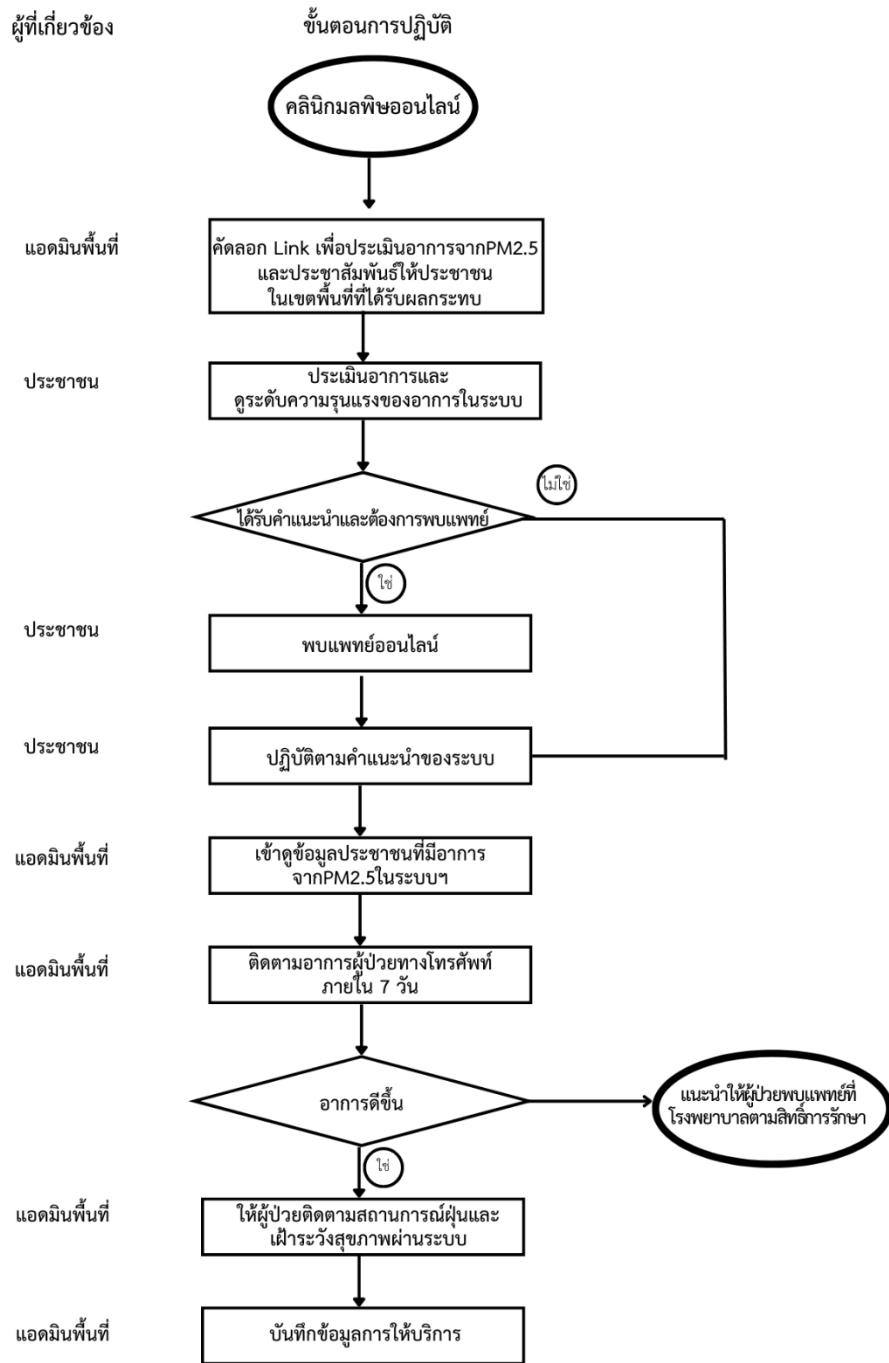 ผู้ที่เกี่ยวข้อง
ขั้นตอนการปฏิบัติ
คลินิกมลพิษออนไลน์
แอดมินพื้นที่
คัดลอก Link เพื่อประเมินอาการจากPM2.5
และประชาสัมพันธ์ให้ประชาชน
ในเขตพื้นที่ที่ได้รับผลกระทบ
ประชาชน
ประเมินอาการและ
ดูระดับความรุนแรงของอาการในระบบ
ไม่ใช่
ได้รับคำแนะนำและต้องการพบแพทย์
ใช่
ประชาชน
พบแพทย์ออนไลน์
ประชาชน
ปฏิบัติตามคำแนะนำของระบบ
แอดมินพื้นที่
เข้าดูข้อมูลประชาชนที่มีอาการ
จากPM2.5ในระบบฯ
แอดมินพื้นที่
ติดตามอาการผู้ป่วยทางโทรศัพท์
ภายใน 7 วัน
อาการดีขึ้น
แนะนำให้ผู้ป่วยพบแพทย์ที่
โรงพยาบาลตามสิทธิ์การรักษา
ใช่
แอดมินพื้นที่
ให้ผู้ป่วยติดตามสถานการณ์ฝุ่นและ
เฝ้าระวังสุขภาพผ่านระบบ
แอดมินพื้นที่
บันทึกข้อมูลการให้บริการ